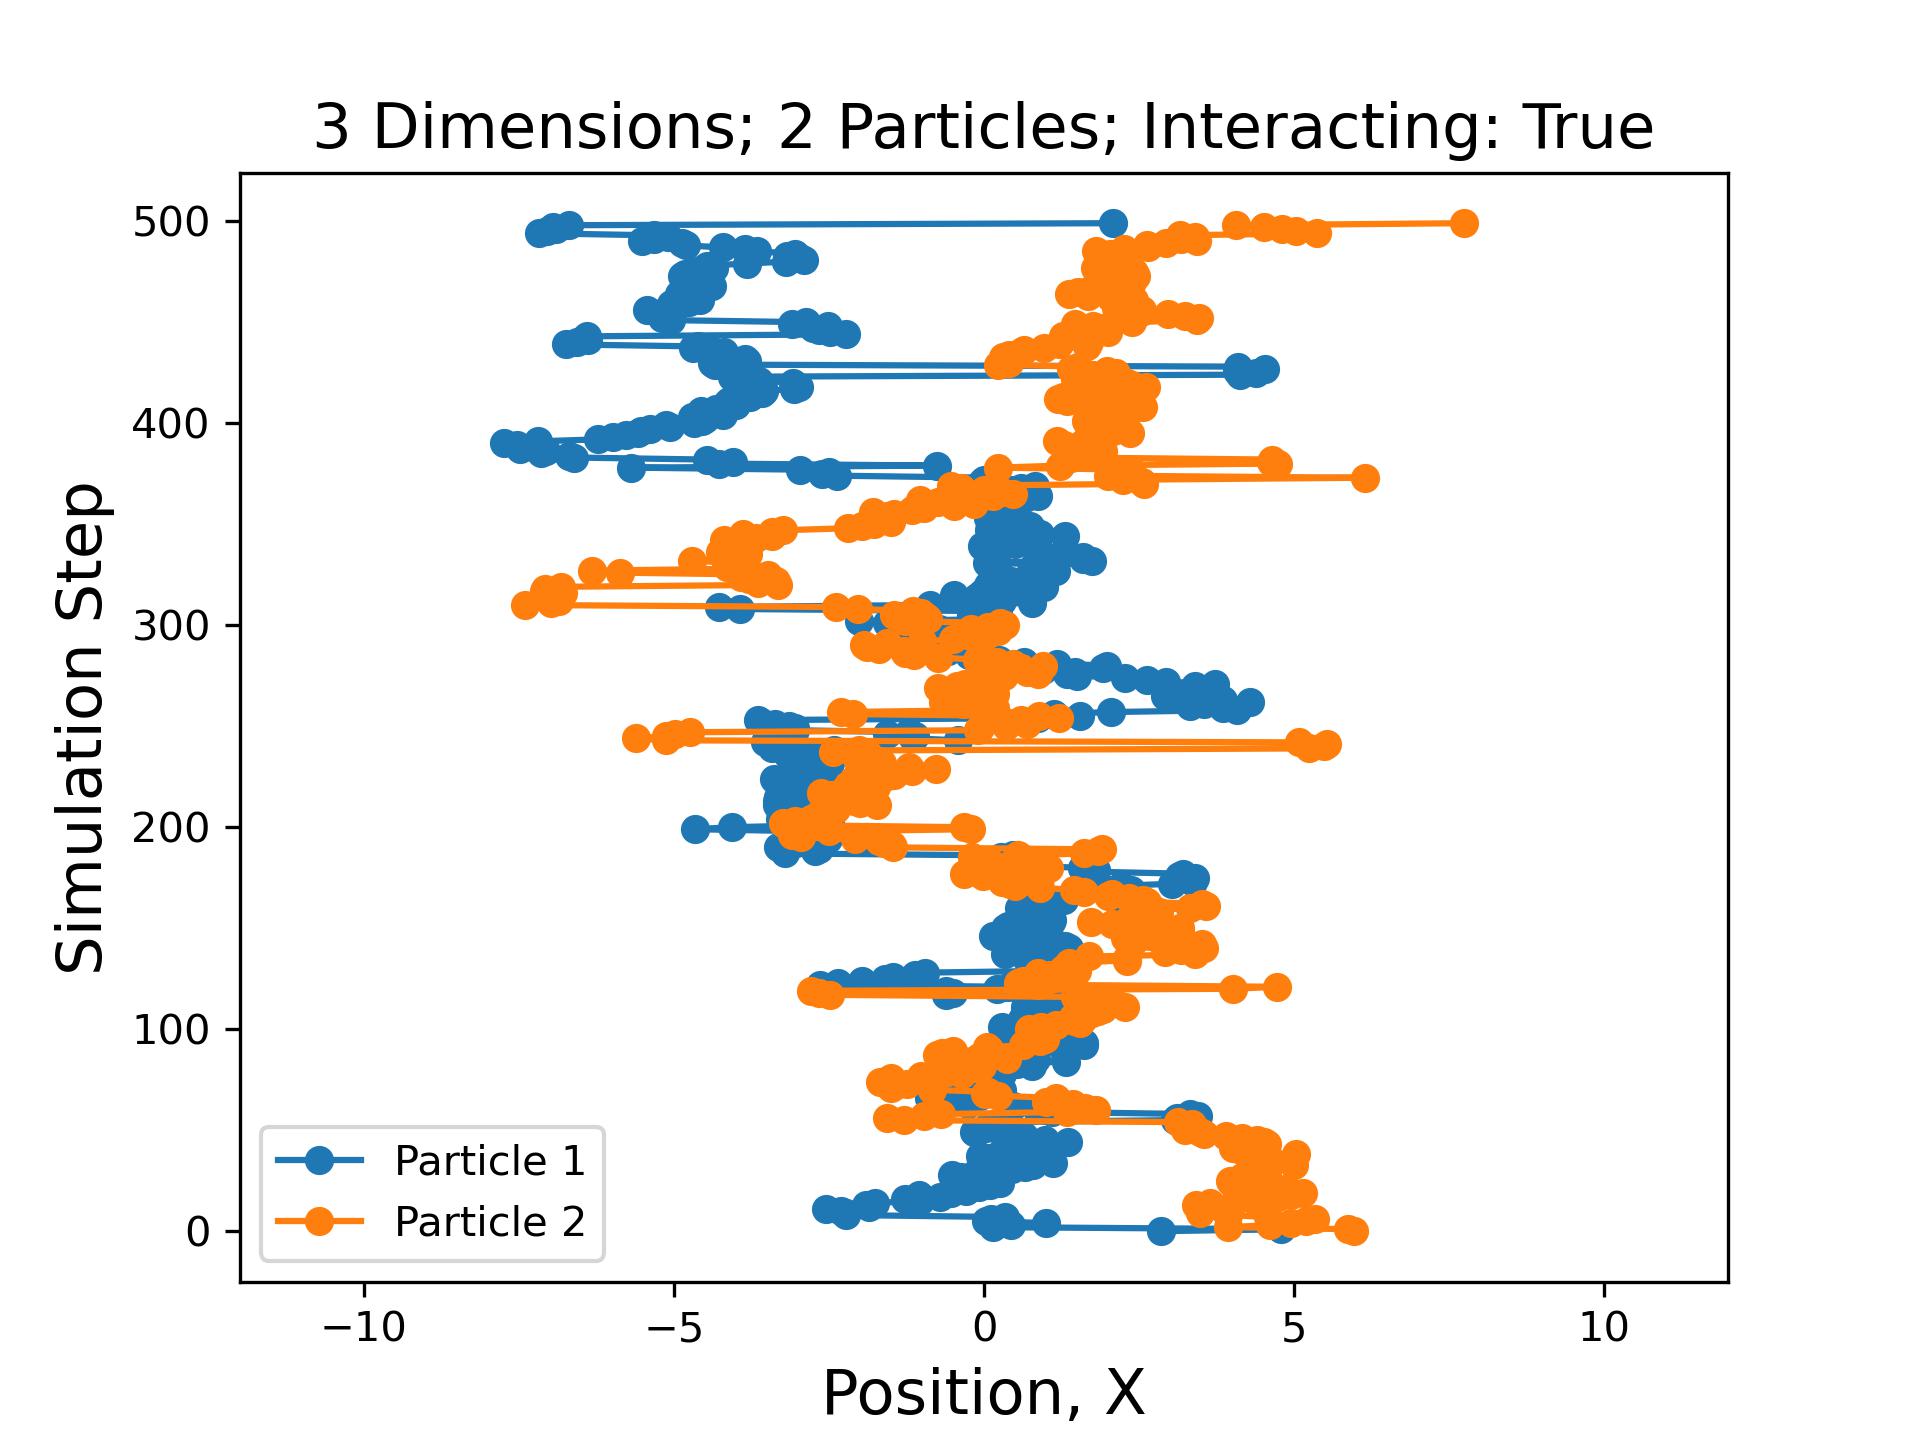 3 Dimensions; 2 Particles; Interacting: True
Simulation Step
500
400
300
200
100
0
Particle 1
Particle 2
−10
−5
0
5
10
Position, X